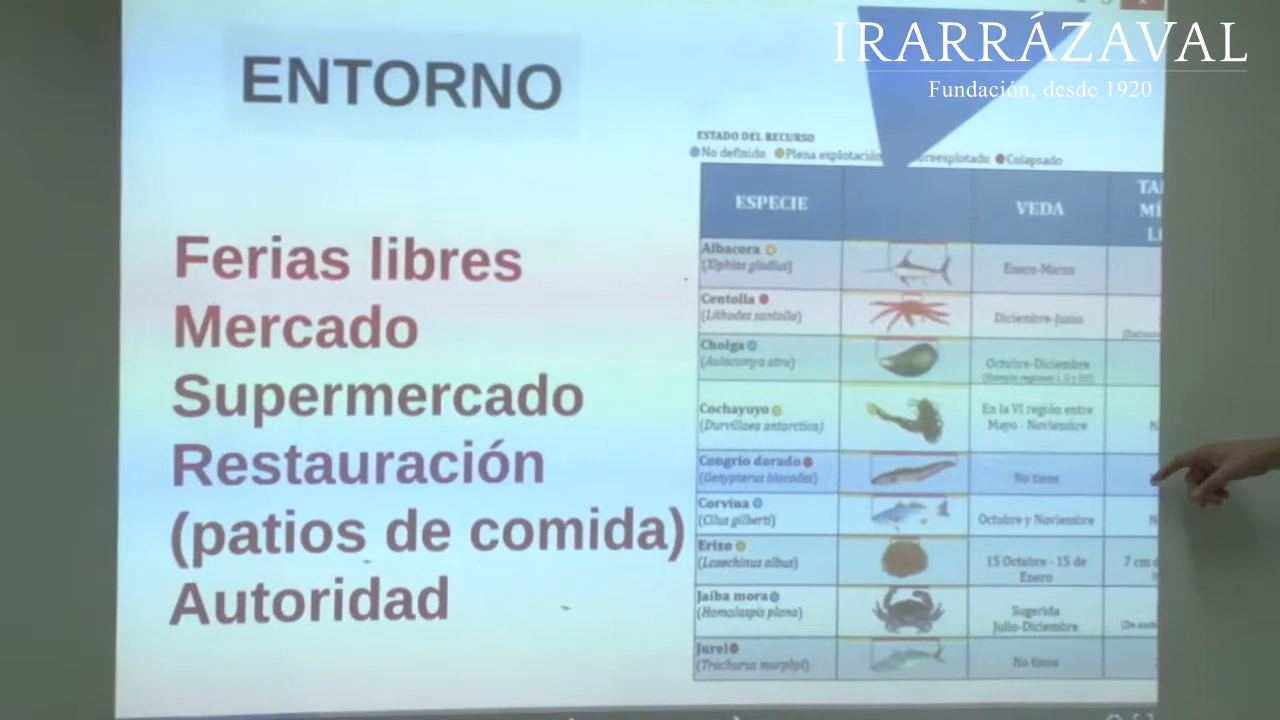 IRARRÁZAVAL
Fundación, desde 1920
ENTORNO
Ferias libres
Mercado
Supermercado
Restauración
(patios de comida)
Autoridad
ESTADO DEL RECURSO
No definido Plena explotación Colapsado
ESPECIE VEDA
Albacora
(Xiphias gladius)
Enero-Marzo
Centolla
(Lithodes santolla)
Diciembre-Junio
Cholga
(Aulacomya atra)
Octubre-Diciembre
Cochayuyo
(Durvillaea antarctica)
En la VI región entre
Mayo - Noviembre
Congrio dorado
(Genypterus blacodes)
No tiene
Corvina
(Cilus gilberti)
Octubre y Noviembre
Erizo
(Loxechinus albus)
15 Octubre - 15 de
Enero
7 cm
Jaiba mora
(Homalaspis plana)
Sugerida
Julio-Diciembre
Jurel
(Trachurus murphyi)
No tiene